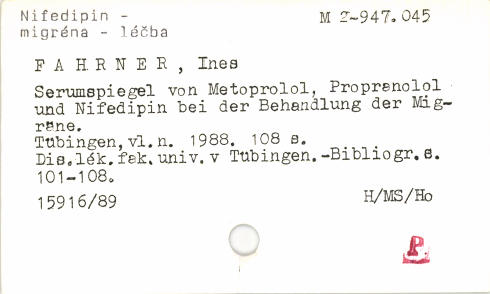 Nifedipin -
migréna - léčba
M 2-947.045
F A H R N E R , Ines
Serumspiegel von Metoprolol, Propranolol
und Nifedipin bei der Behandlung der Mig-
räne.
Tübingen,vl.n. 1988. 108 s.
Dis.lék.fak.univ.v Tübingen.-Bibliogr.s.
101-108.
15916/89
H/MS/Ho
P.